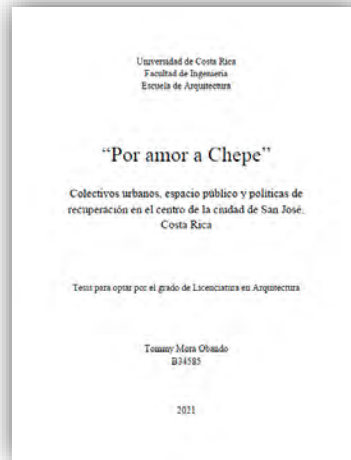 Universidad de Costa Rica
Facultad de Ingeniería
Escuela de Arquitectura
“Por amor a Chepe”
Colectivos urbanos, espacio público y políticas de
recuperación en el centro de la ciudad de San José,
Costa Rica
Tesis para optar por el grado de Licenciatura en Arquitectura
Tommy Mora Obando
B34585
2021